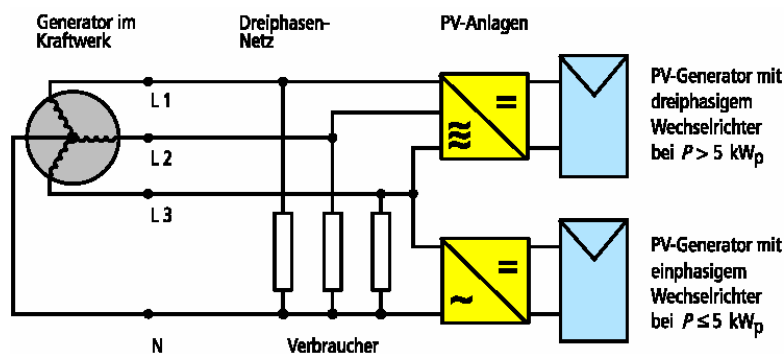 Generator im
Kraftwerk
Dreiphasen-
Netz
PV-Anlagen
L 1
L 2
L 3
N
Verbraucher
PV-Generator mit
dreiphasigem
Wechselrichter
bei P > 5 kWp
PV-Generator mit
einphasigem
Wechselrichter
bei P ≤ 5 kWp